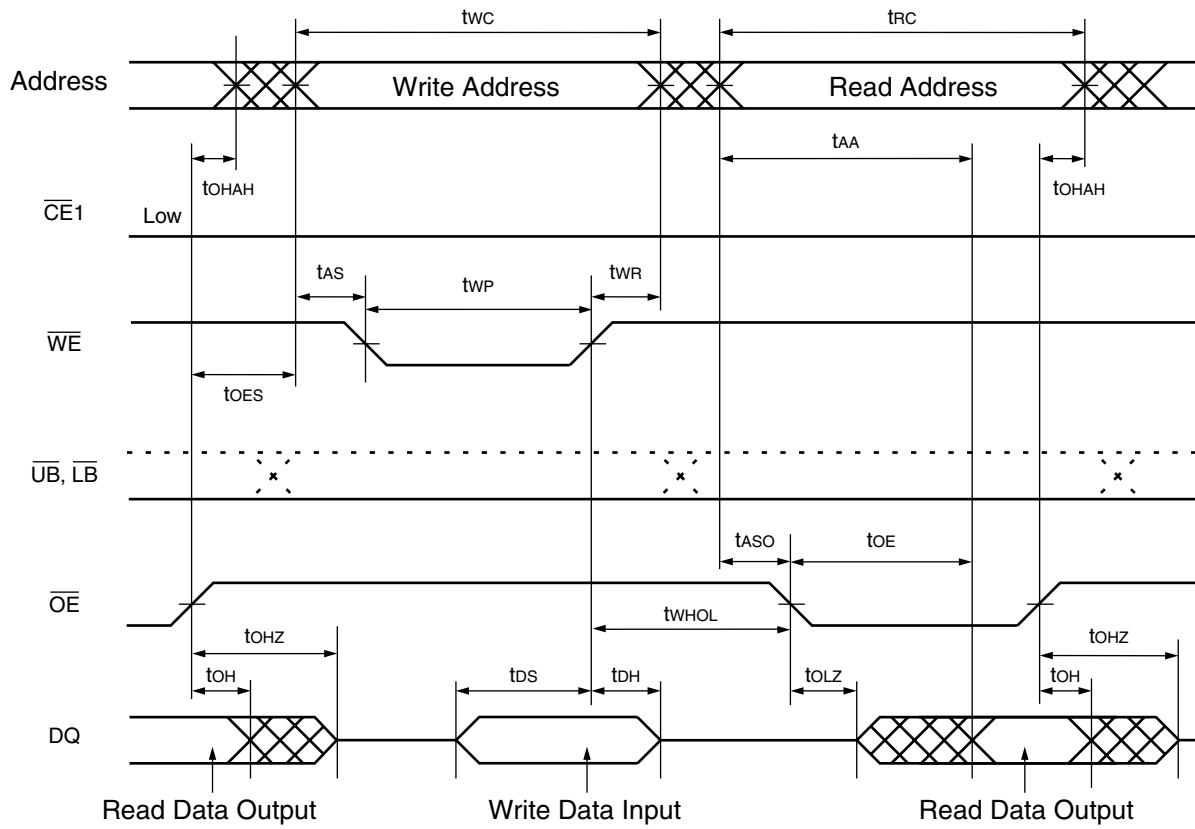 tWC tRC
Address Write Address Read Address
tAA
tOHAH tOHAH
CE1 Low
tAS tWP tWR
WE
tOES
UB, LB
tASO tOE
OE
tWHOL
tOHZ tOHZ
tOH tDS tDH tOLZ tOH
DQ
Read Data Output Write Data Input Read Data Output